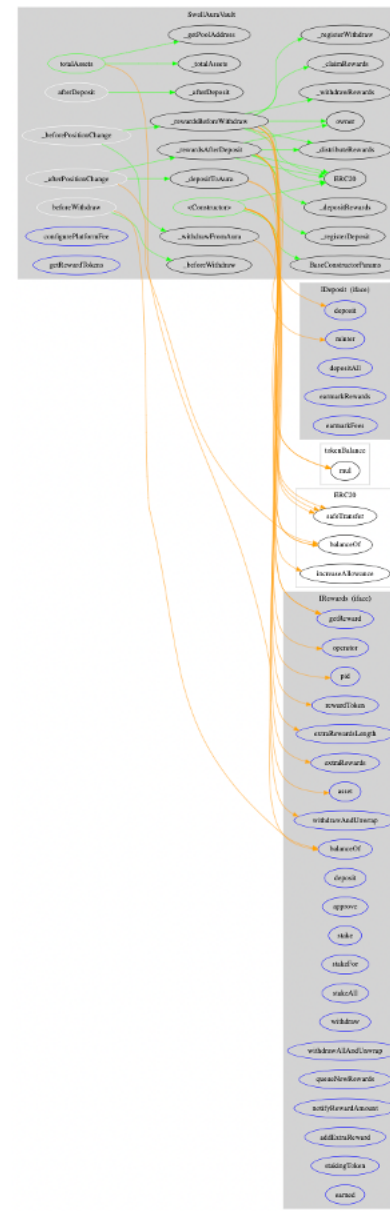 SwellAuraVault
_getPoolAddress
_registerWithdraw
totalAssets
_totalAssets
_claimRewards
afterDeposit
_afterDeposit
_withdrawRewards
_rewardsBeforeWithdraw
owner
_beforePositionChange
_rewardsAfterDeposit
_distributeRewards
_afterPositionChange
_depositToAura
ERC20
beforeWithdraw
<Constructor>
_depositRewards
configurePlatformFee
_withdrawFromAura
_registerDeposit
getRewardTokens
_beforeWithdraw
BaseConstructorParams
IDeposit (iface)
deposit
minter
depositAll
earmarkRewards
earmarkFees
tokenBalance
mul
ERC20
safeTransfer
balanceOf
increaseAllowance
IRewards (iface)
getReward
operator
pid
rewardToken
extraRewardsLength
extraRewards
asset
withdrawAndUnwrap
balanceOf
deposit
approve
stake
stakeFor
stakeAll
withdraw
withdrawAllAndUnwrap
queueNewRewards
notifyRewardAmount
addExtraReward
stakingToken
earned